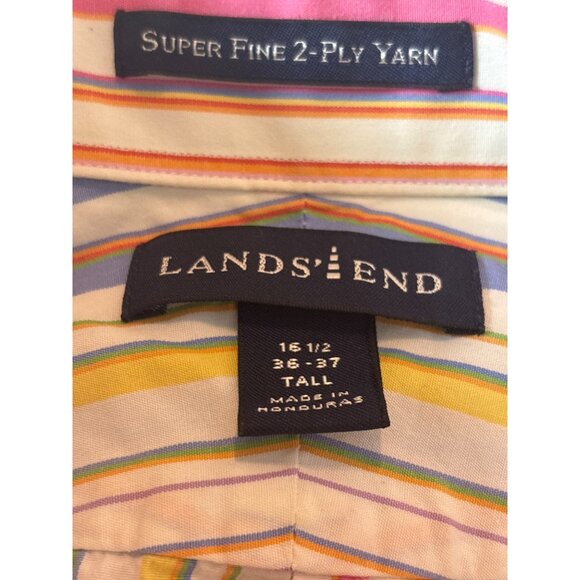 SUPER FINE 2-PLY YARN
LANDS' END
16 1/2
36-37
TALL
MADE IN
HONDURAS